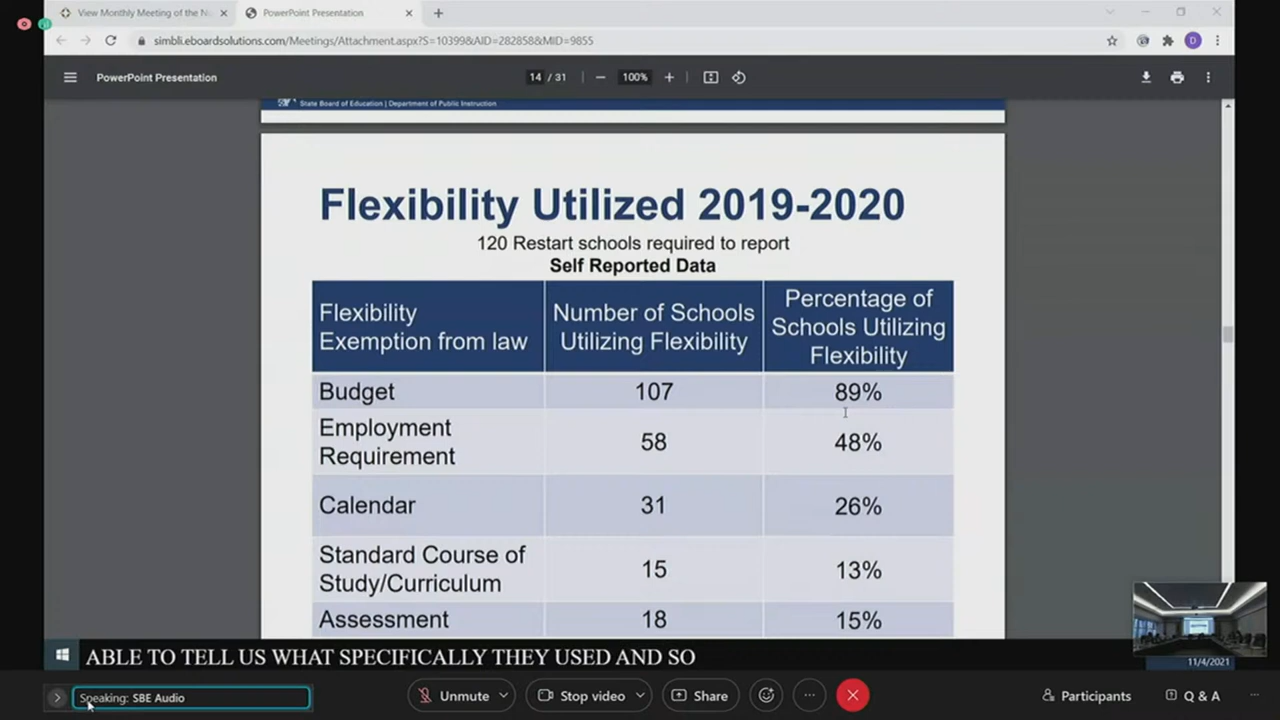 View Monthly Meeting of the N
PowerPoint Presentation
simbli.eboardsolutions.com/Meetings/Attachment.aspx?S=10399&AID=282858&MID=9855
D
PowerPoint Presentation
14 / 31
100%
State Board of Education | Department of Public Instruction
Flexibility Utilized 2019-2020
120 Restart schools required to report
Self Reported Data
Flexibility Exemption from law
Number of Schools Utilizing Flexibility
Percentage of Schools Utilizing Flexibility
Budget 107 89%
Employment Requirement 58 48%
Calendar 31 26%
Standard Course of Study/Curriculum 15 13%
Assessment 18 15%
ABLE TO TELL US WHAT SPECIFICALLY THEY USED AND SO
11/4/2021
Speaking: SBE Audio
Unmute
Stop video
Share
Participants
Q & A